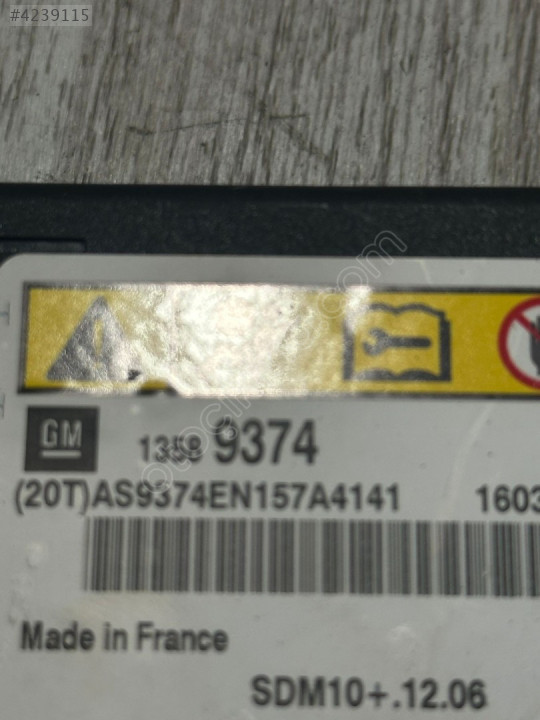 #4239115
GM
1358 9374
(20T)AS9374EN157A4141 1603
Made in France
SDM10+.12.06